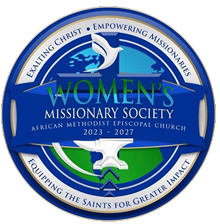 Exalting Christ • Empowering Missionaries
WOMEN'S
MISSIONARY SOCIETY
AFRICAN METHODIST EPISCOPAL CHURCH
2023 - 2027
Equipping the Saints for Greater Impact